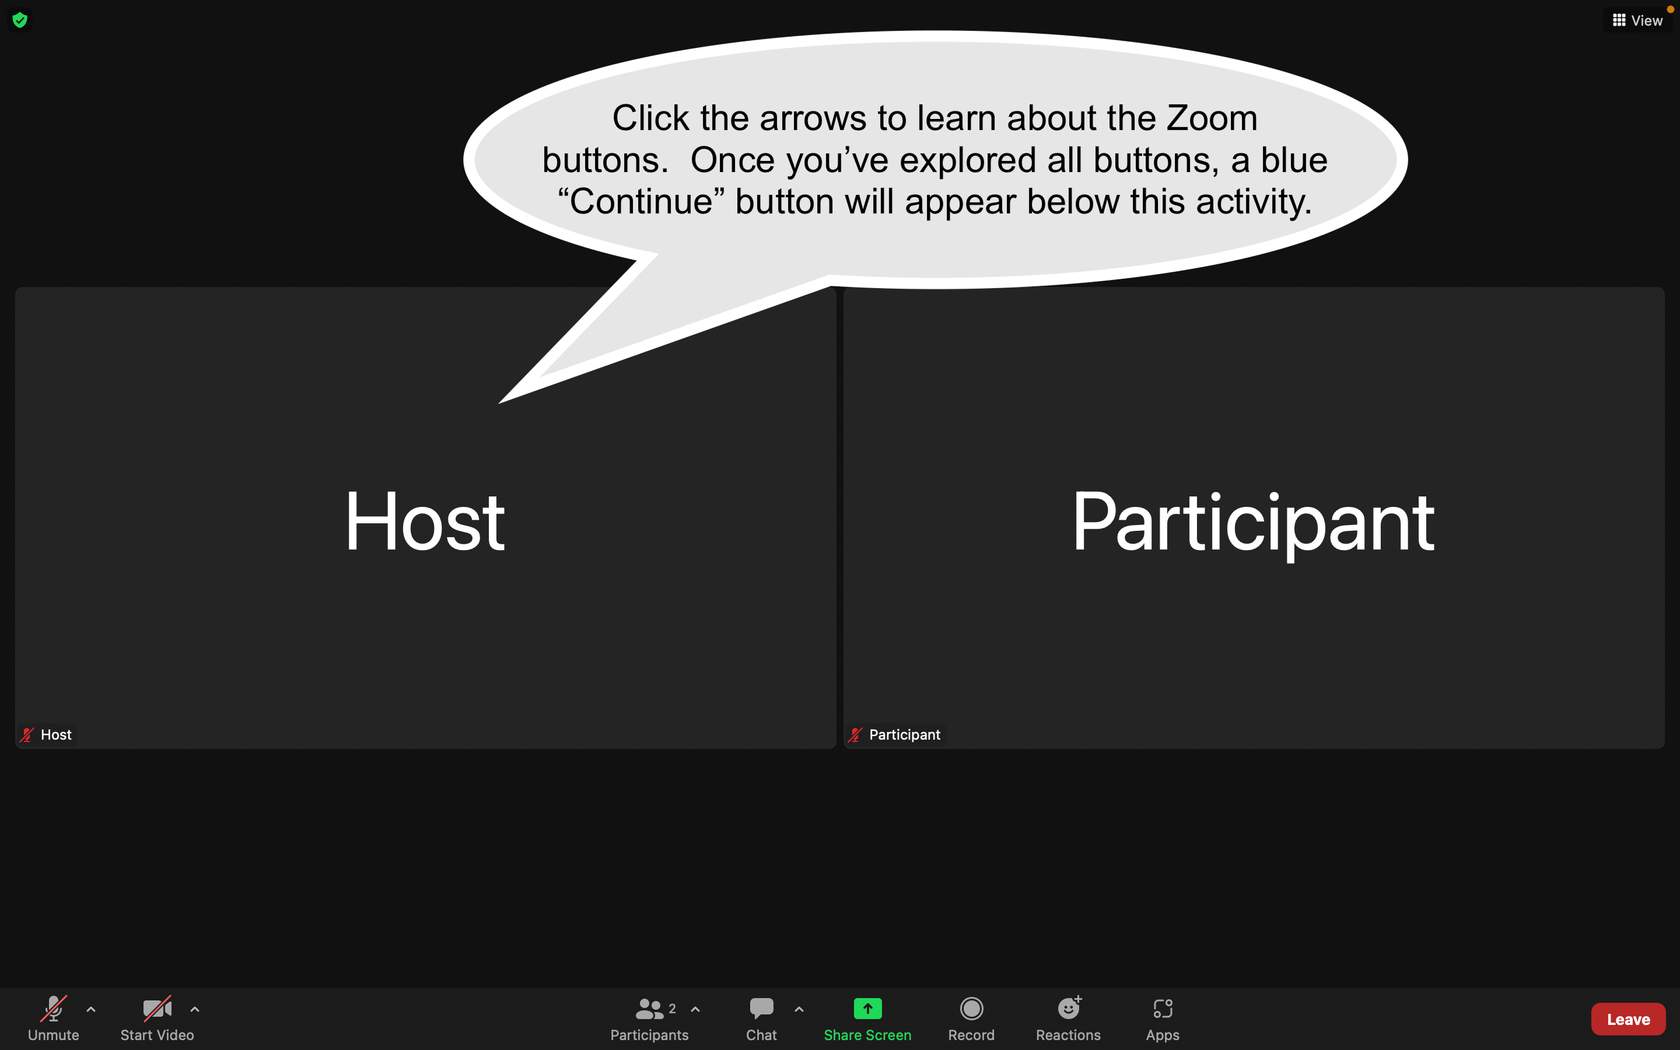 View
Click the arrows to learn about the Zoom
buttons.  Once you’ve explored all buttons, a blue
“Continue” button will appear below this activity.
Host
Participant
Host
Participant
2
Unmute
Start Video
Participants
Chat
Share Screen
Record
Reactions
Apps
Leave